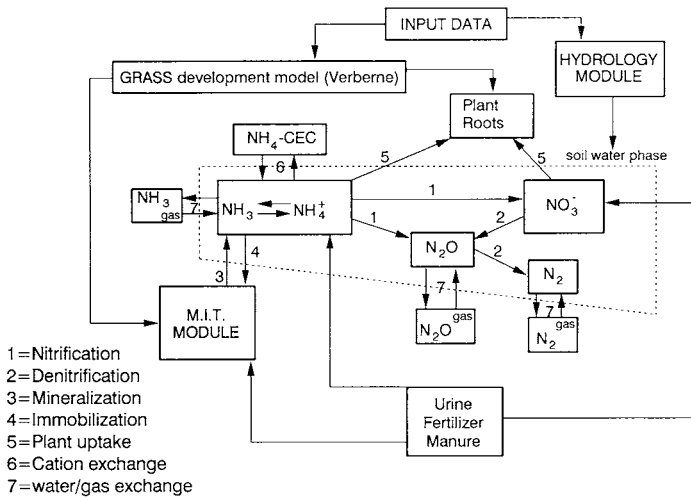 INPUT DATA
GRASS development model (Verberne)
HYDROLOGY
MODULE
Plant
Roots
NH₄-CEC
soil water phase
6
5
5
NH₃
gas
7
NH₃ NH₄⁺
1
NO₃⁻
1
2
N₂O
2
N₂
3
4
7
7
M.I.T.
MODULE
N₂O gas
N₂ gas
1=Nitrification
2=Denitrification
3=Mineralization
4=Immobilization
5=Plant uptake
6=Cation exchange
7=water/gas exchange
Urine
Fertilizer
Manure